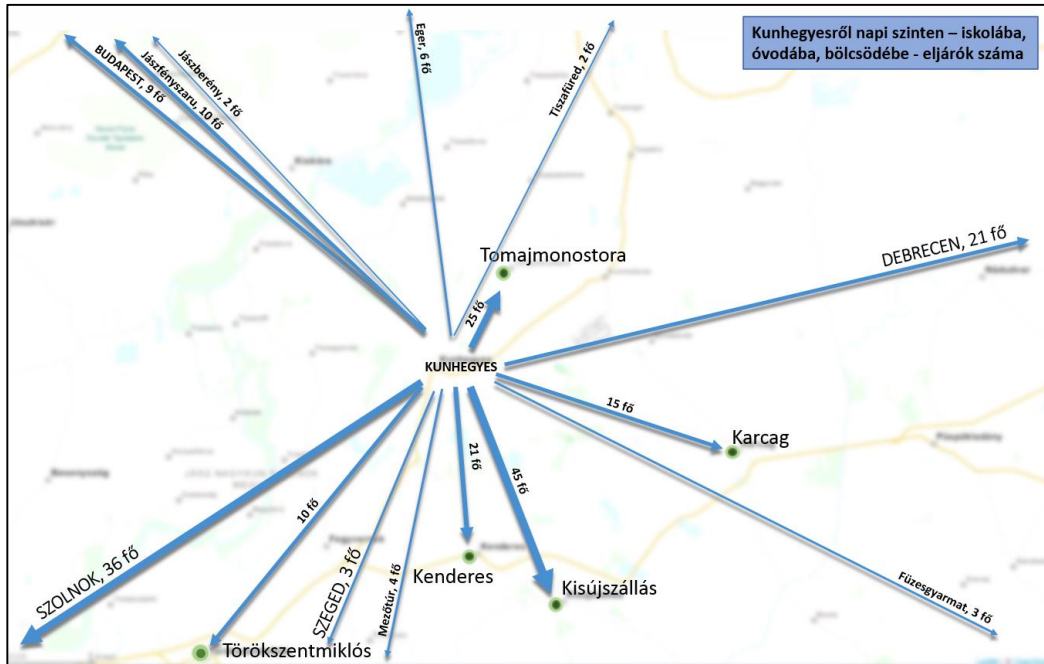 Kunhegyesről napi szinten – iskolába,
óvodába, bölcsödébe - eljárók száma
BUDAPEST, 9 fő
Jászfényszaru, 10 fő
Jászberény, 2 fő
Eger, 6 fő
Tiszafüred, 2 fő
DEBRECEN, 21 fő
Tomajmonostora
25 fő
KUNHEGYES
15 fő
Karcag
21 fő
45 fő
10 fő
SZOLNOK, 36 fő
SZEGED, 3 fő
Mezőtúr, 4 fő
Kenderes
Kisújszállás
Füzesgyarmat, 3 fő
Törökszentmiklós